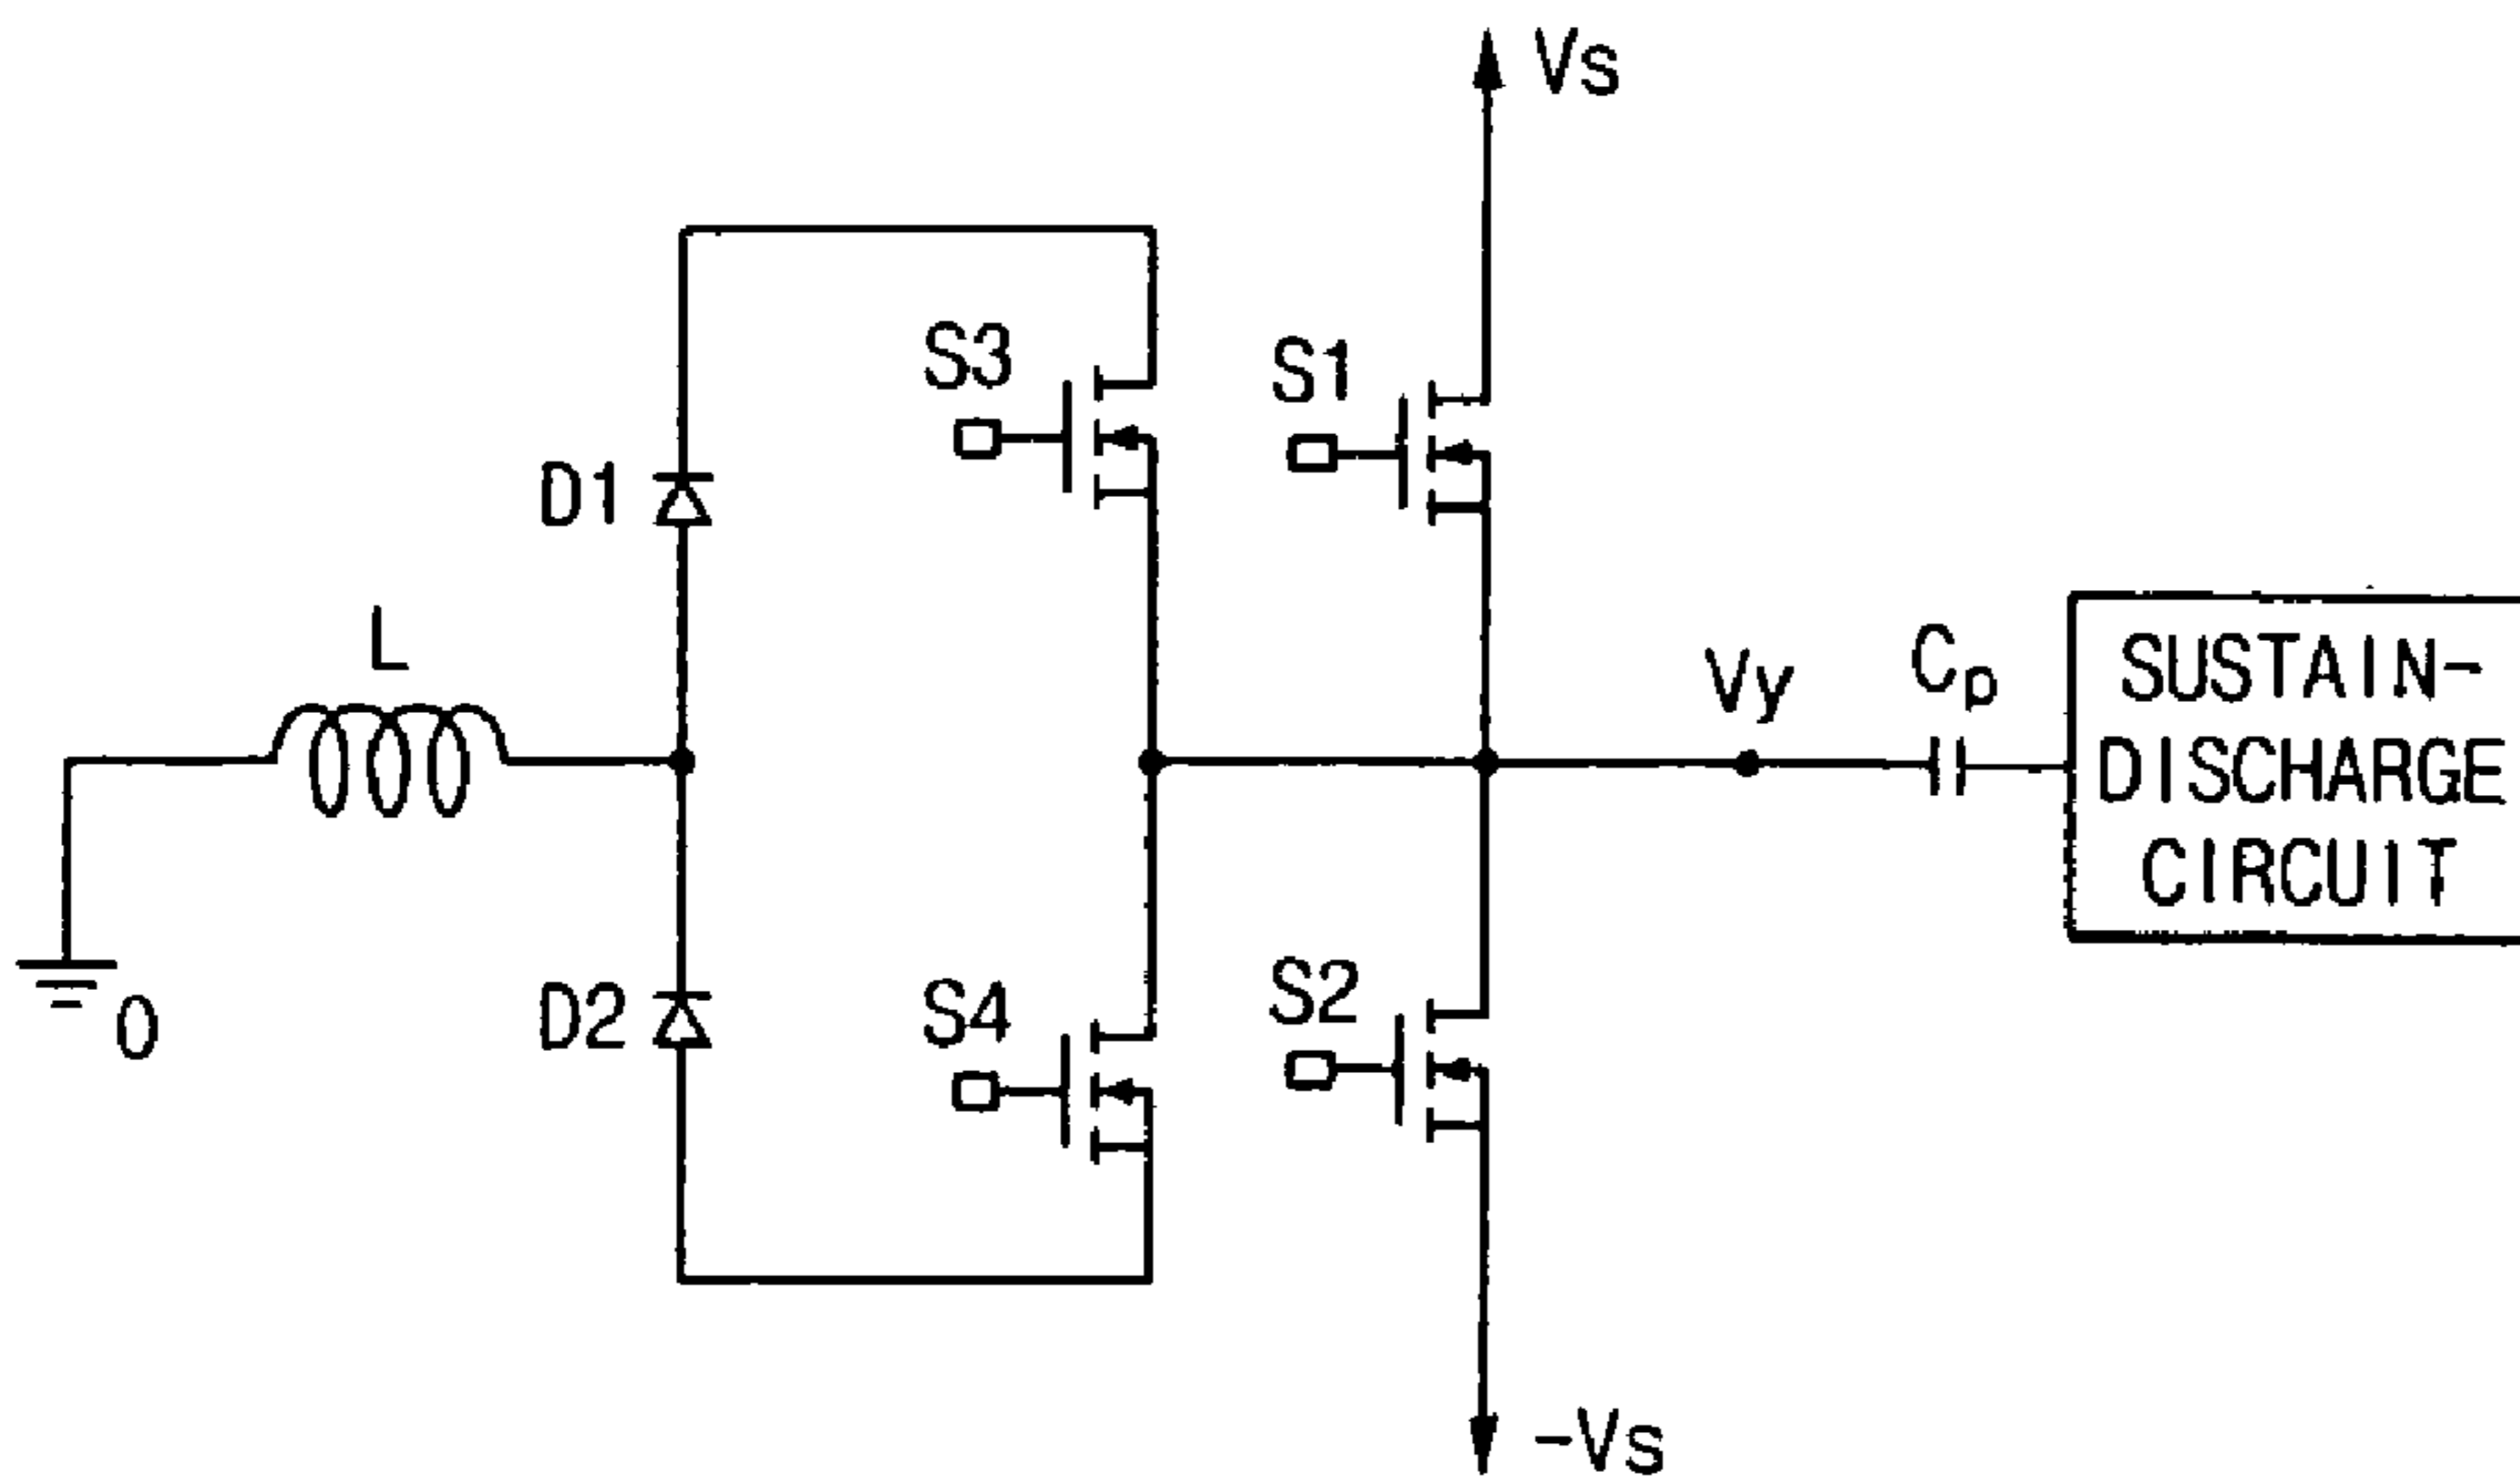 Vs
S3
S1
D1
L
Vy
Cp
SUSTAIN-
DISCHARGE
CIRCUIT
D2
S4
S2
0
-Vs